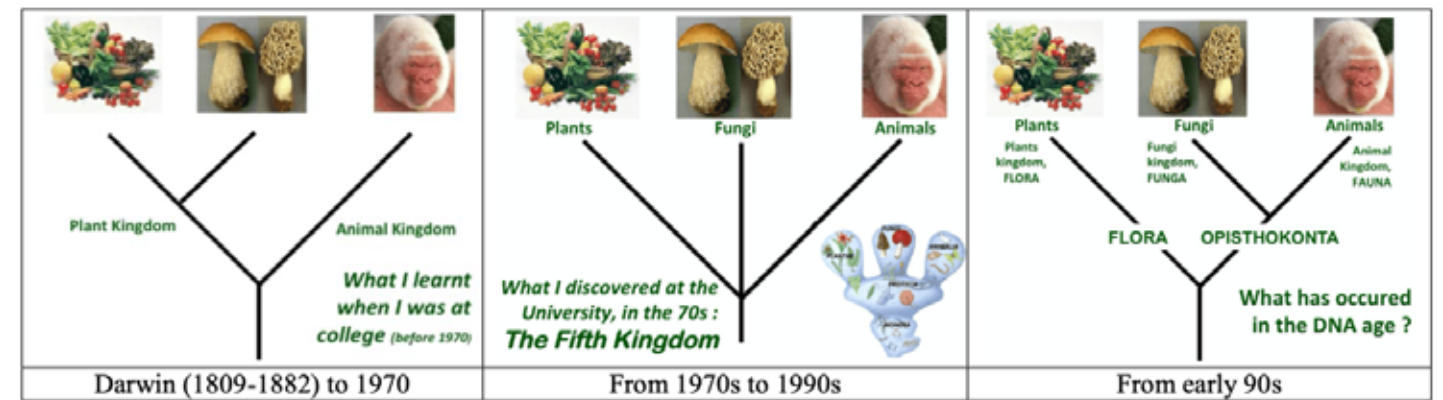 Plant Kingdom
Animal Kingdom
What I learnt
when I was at
college (before 1970)
Darwin (1809-1882) to 1970
Plants
Fungi
Animals
What I discovered at the
University, in the 70s :
The Fifth Kingdom
From 1970s to 1990s
Plants
Plants
kingdom,
FLORA
Fungi
Fungi
kingdom,
FUNGA
Animals
Animal
Kingdom,
FAUNA
FLORA
OPISTHOKONTA
What has occured
in the DNA age ?
From early 90s